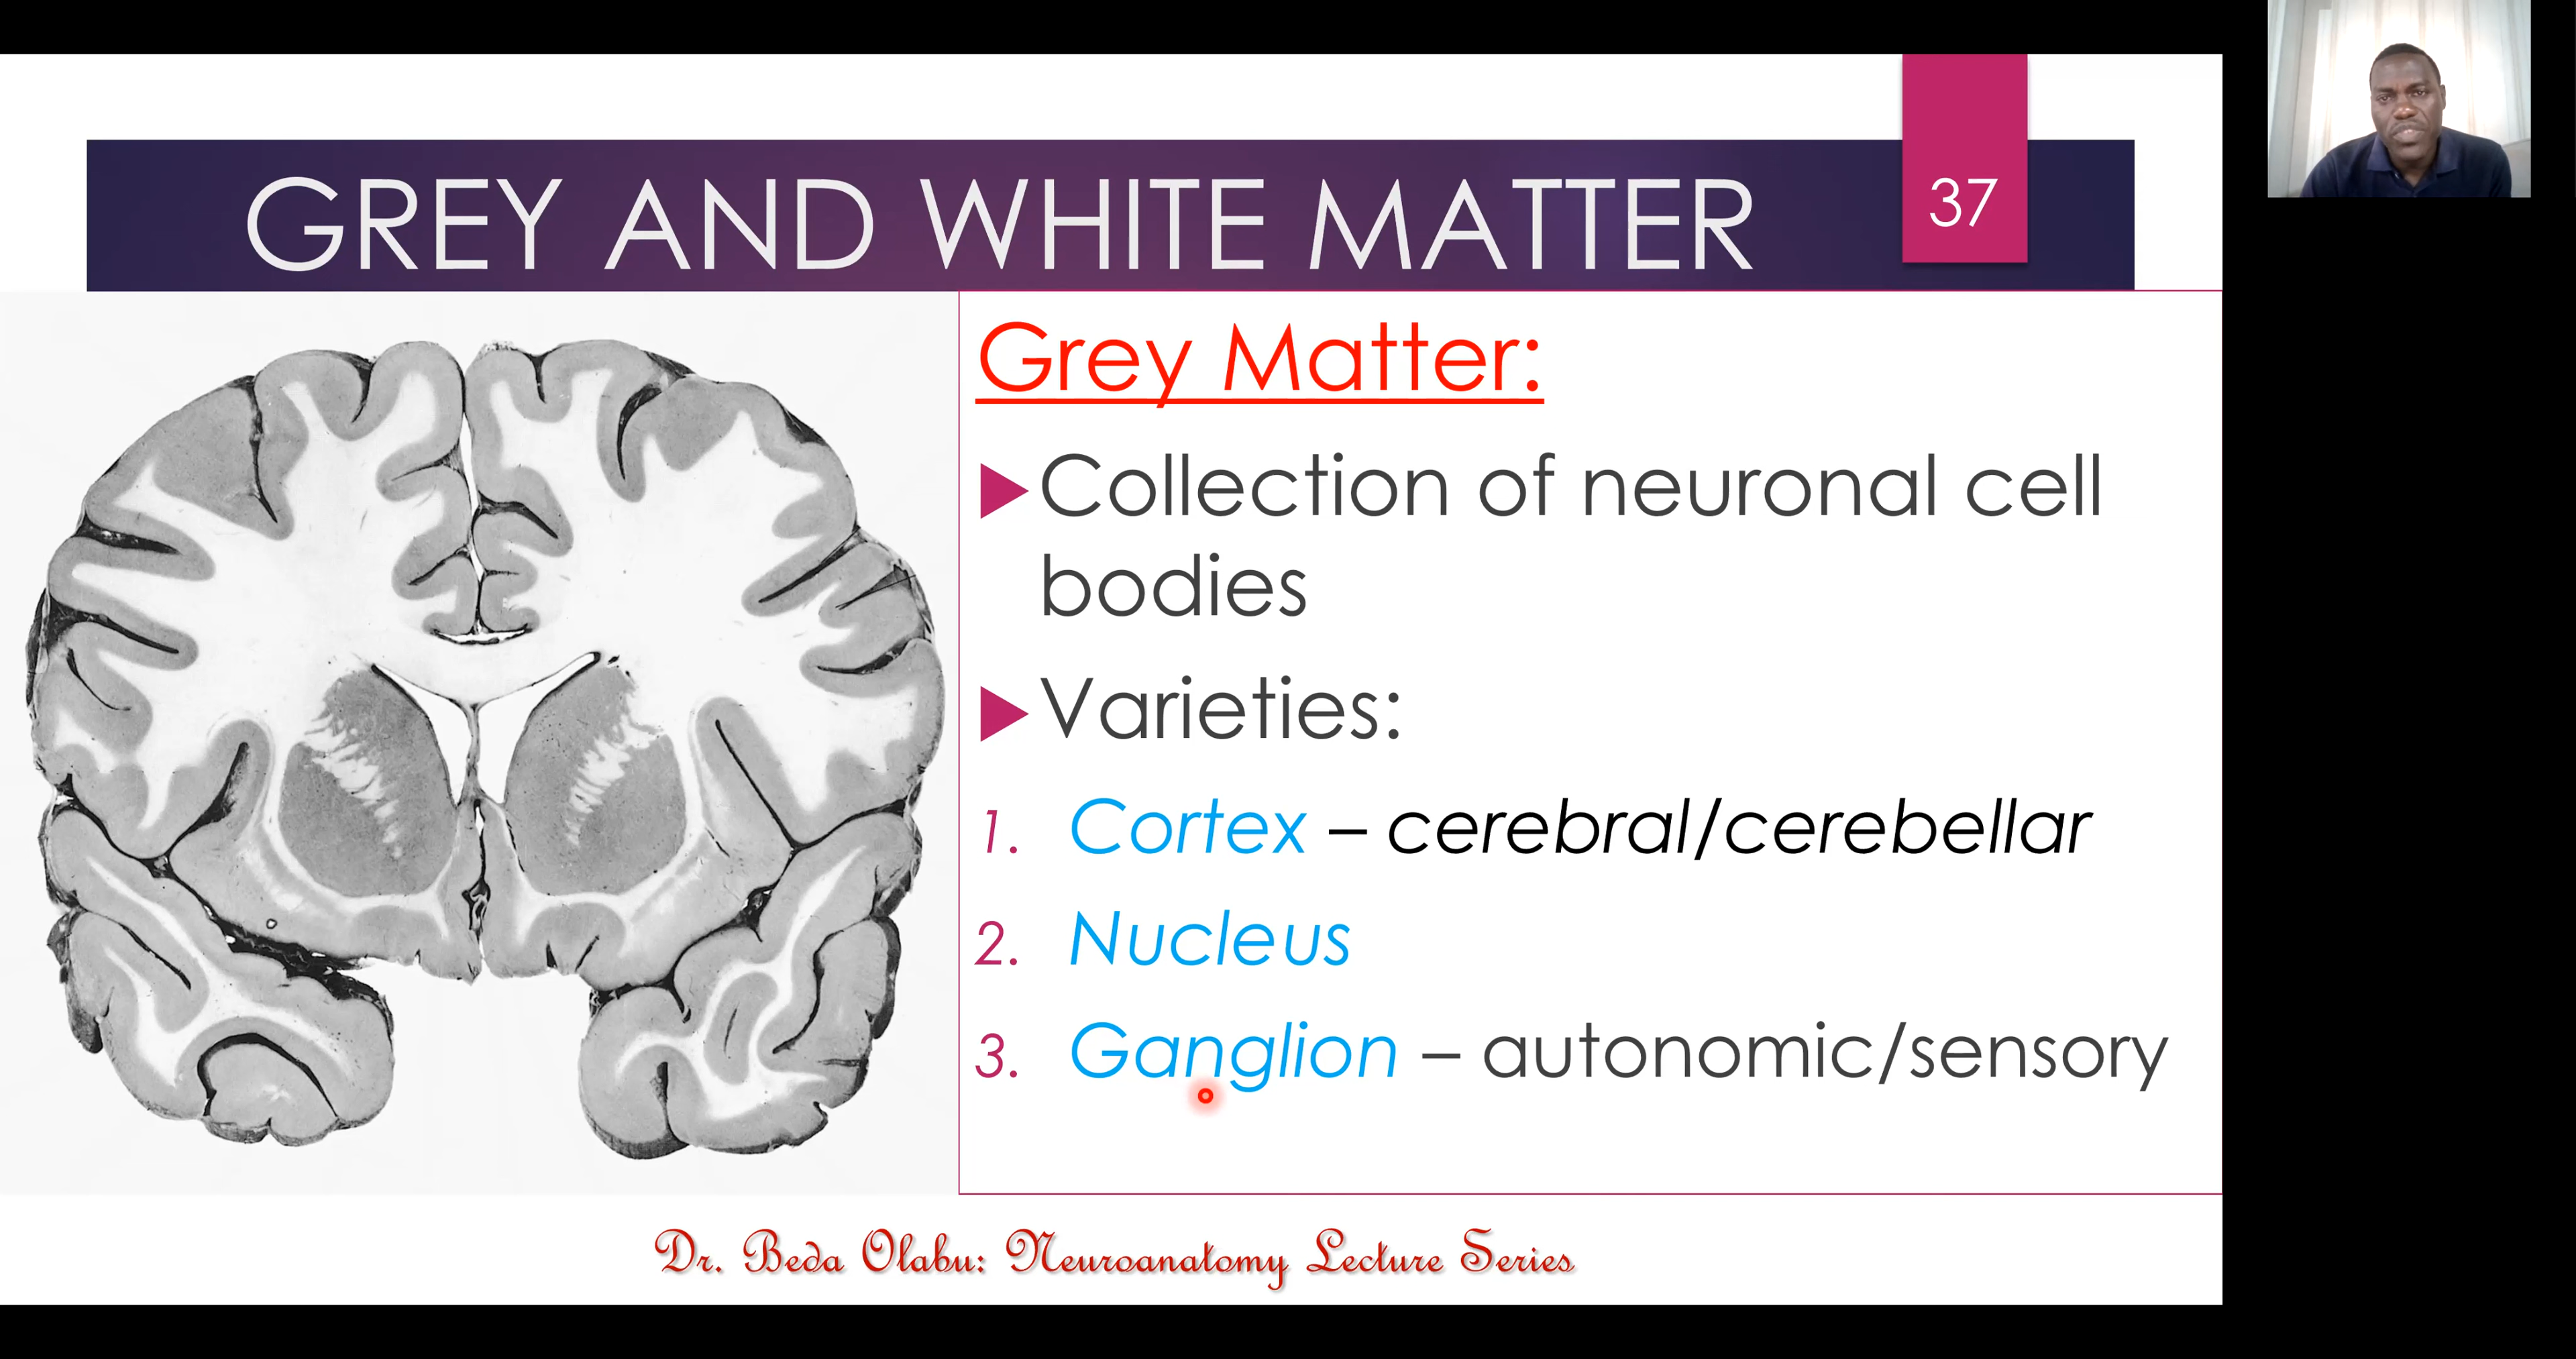 GREY AND WHITE MATTER
37
Grey Matter:
Collection of neuronal cell
bodies
Varieties:
1. Cortex – cerebral/cerebellar
2. Nucleus
3. Ganglion – autonomic/sensory
Dr. Beda Olabu: Neuroanatomy Lecture Series